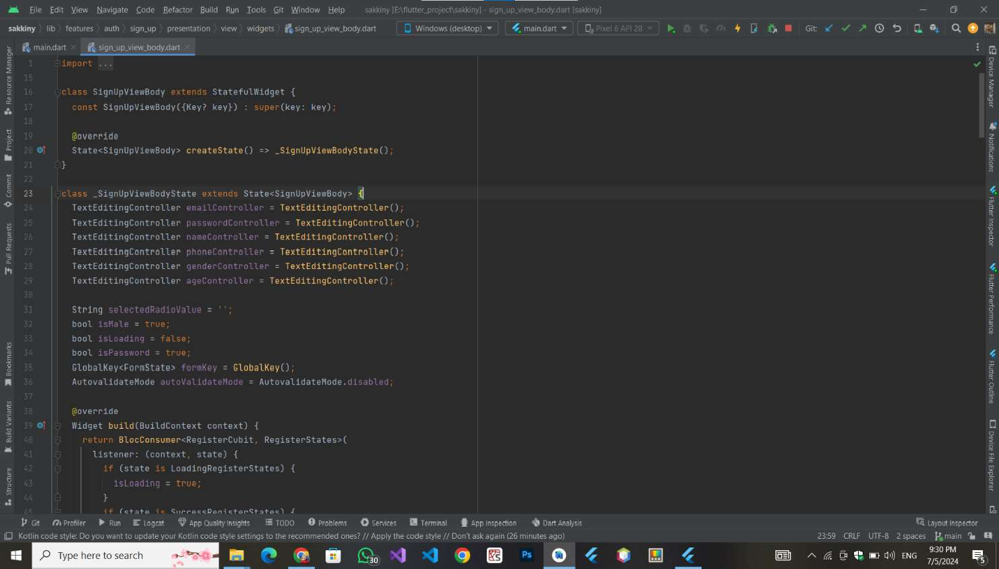 File Edit View Navigate Code Refactor Build Run Tools Git Window Help sakkiny [E:\flutter_project\sakkiny] - sign_up_view_body.dart [sakkiny]
sakkiny lib features auth sign_up presentation view widgets sign_up_view_body.dart Windows (desktop) main.dart Pixel 6 API 28 Git:
main.dart sign_up_view_body.dart
1 import ...
15
16 class SignUpViewBody extends StatefulWidget {
17 const SignUpViewBody({Key? key}) : super(key: key);
18
19 @override
20 State<SignUpViewBody> createState() => _SignUpViewBodyState();
21 }
22
23 class _SignUpViewBodyState extends State<SignUpViewBody> {
24 TextEditingController emailController = TextEditingController();
25 TextEditingController passwordController = TextEditingController();
26 TextEditingController nameController = TextEditingController();
27 TextEditingController phoneController = TextEditingController();
28 TextEditingController genderController = TextEditingController();
29 TextEditingController ageController = TextEditingController();
30
31 String selectedRadioValue = '';
32 bool isMale = true;
33 bool isLoading = false;
34 bool isPassword = true;
35 GlobalKey<FormState> formKey = GlobalKey();
36 AutovalidateMode autoValidateMode = AutovalidateMode.disabled;
37
38 @override
39 Widget build(BuildContext context) {
40 return BlocConsumer<RegisterCubit, RegisterStates>(
41 listener: (context, state) {
42 if (state is LoadingRegisterStates) {
43 isLoading = true;
44 }
45 if (state is SuccessRegisterStates) {
Resource Manager
Project
Commit
Pull Requests
Bookmarks
Build Variants
Structure
Device Manager
Notifications
Flutter Inspector
Flutter Performance
Flutter Outline
Device File Explorer
Git Profiler Run Logcat App Quality Insights TODO Problems Services Terminal App Inspection Dart Analysis Layout Inspector
Kotlin code style: Do you want to update your Kotlin code style settings to the recommended ones? // Apply the code style // Don't ask again (26 minutes ago) 23:59 CRLF UTF-8 2 spaces main
Type here to search 30 Ps ENG 9:30 PM
7/5/2024 5